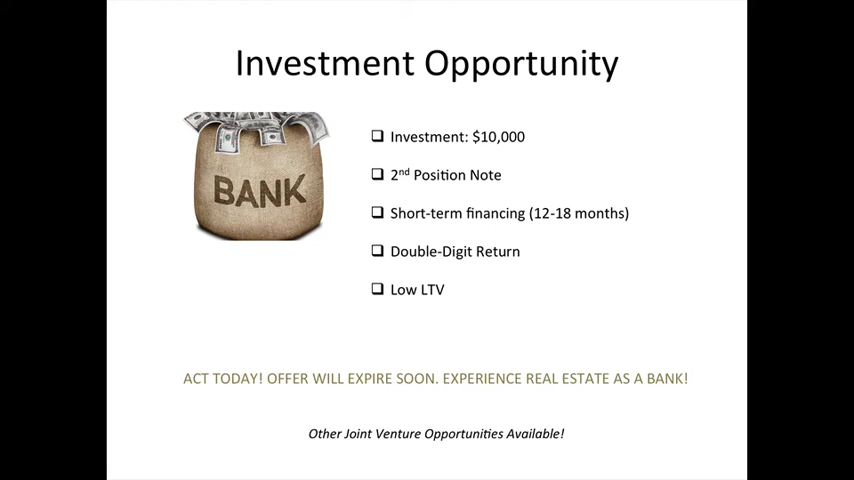 Investment Opportunity
BANK
Investment: $10,000
2nd Position Note
Short-term financing (12-18 months)
Double-Digit Return
Low LTV
ACT TODAY! OFFER WILL EXPIRE SOON. EXPERIENCE REAL ESTATE AS A BANK!
Other Joint Venture Opportunities Available!